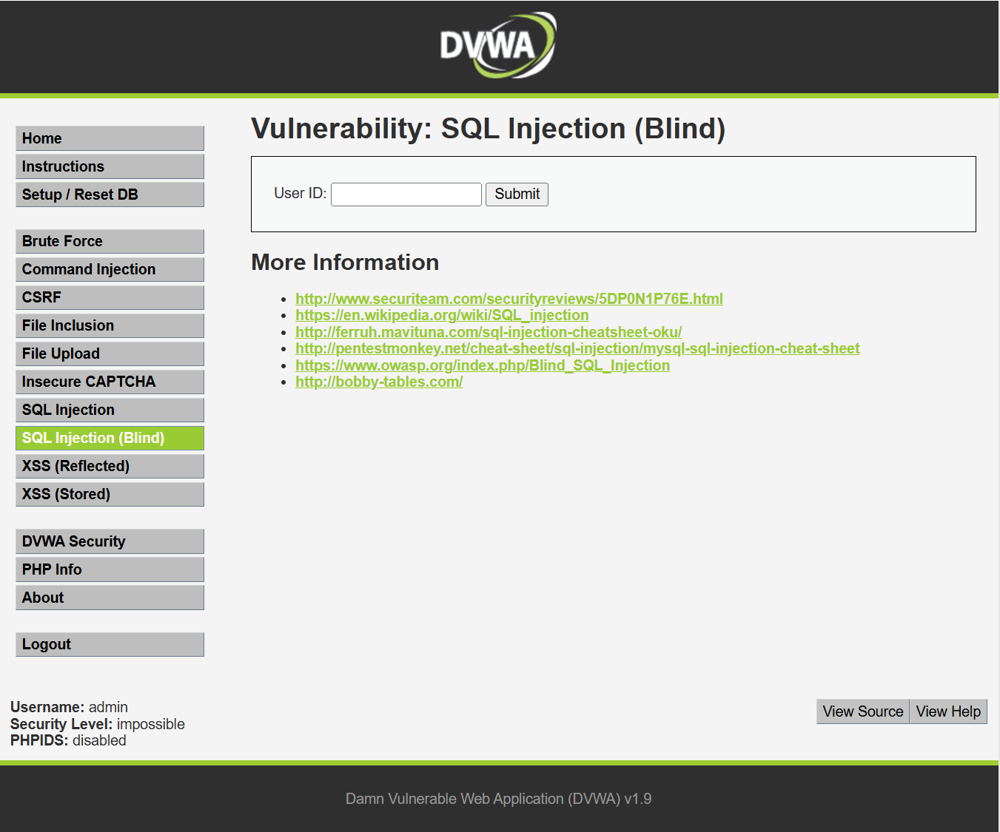 DVWA
Home
Instructions
Setup / Reset DB
Brute Force
Command Injection
CSRF
File Inclusion
File Upload
Insecure CAPTCHA
SQL Injection
SQL Injection (Blind)
XSS (Reflected)
XSS (Stored)
DVWA Security
PHP Info
About
Logout
Vulnerability: SQL Injection (Blind)
User ID: Submit
More Information
http://www.securiteam.com/securityreviews/5DP0N1P76E.html
https://en.wikipedia.org/wiki/SQL_injection
http://ferruh.mavituna.com/sql-injection-cheatsheet-oku/
http://pentestmonkey.net/cheat-sheet/sql-injection/mysql-sql-injection-cheat-sheet
https://www.owasp.org/index.php/Blind_SQL_Injection
http://bobby-tables.com/
Username: admin
Security Level: impossible
PHPIDS: disabled
View Source View Help
Damn Vulnerable Web Application (DVWA) v1.9